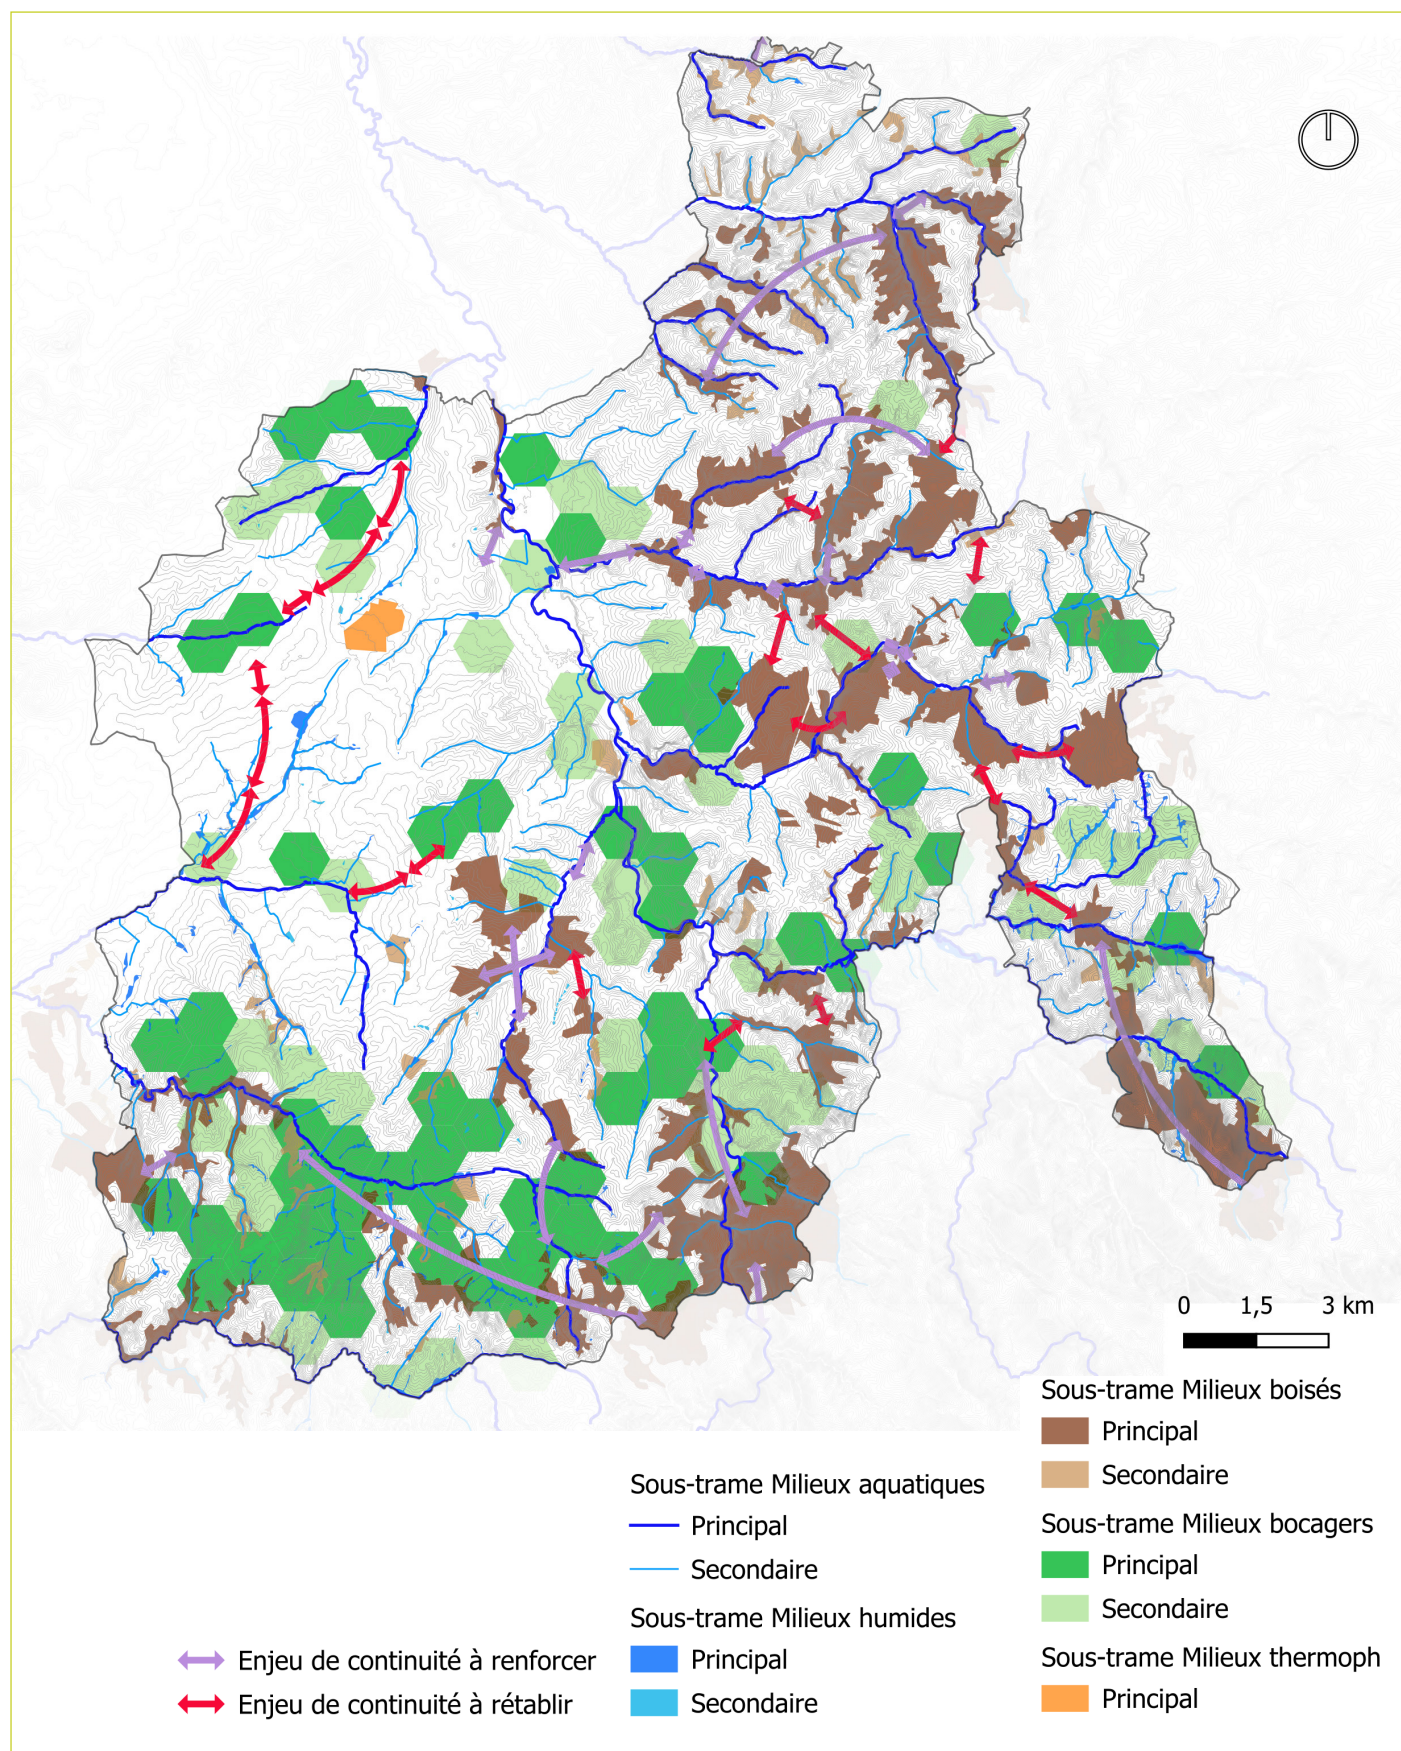 0 1,5 3 km
Sous-trame Milieux boisés
Principal
Secondaire
Sous-trame Milieux bocagers
Principal
Secondaire
Sous-trame Milieux thermoph
Principal
Sous-trame Milieux aquatiques
Principal
Secondaire
Sous-trame Milieux humides
Principal
Secondaire
Enjeu de continuité à renforcer
Enjeu de continuité à rétablir